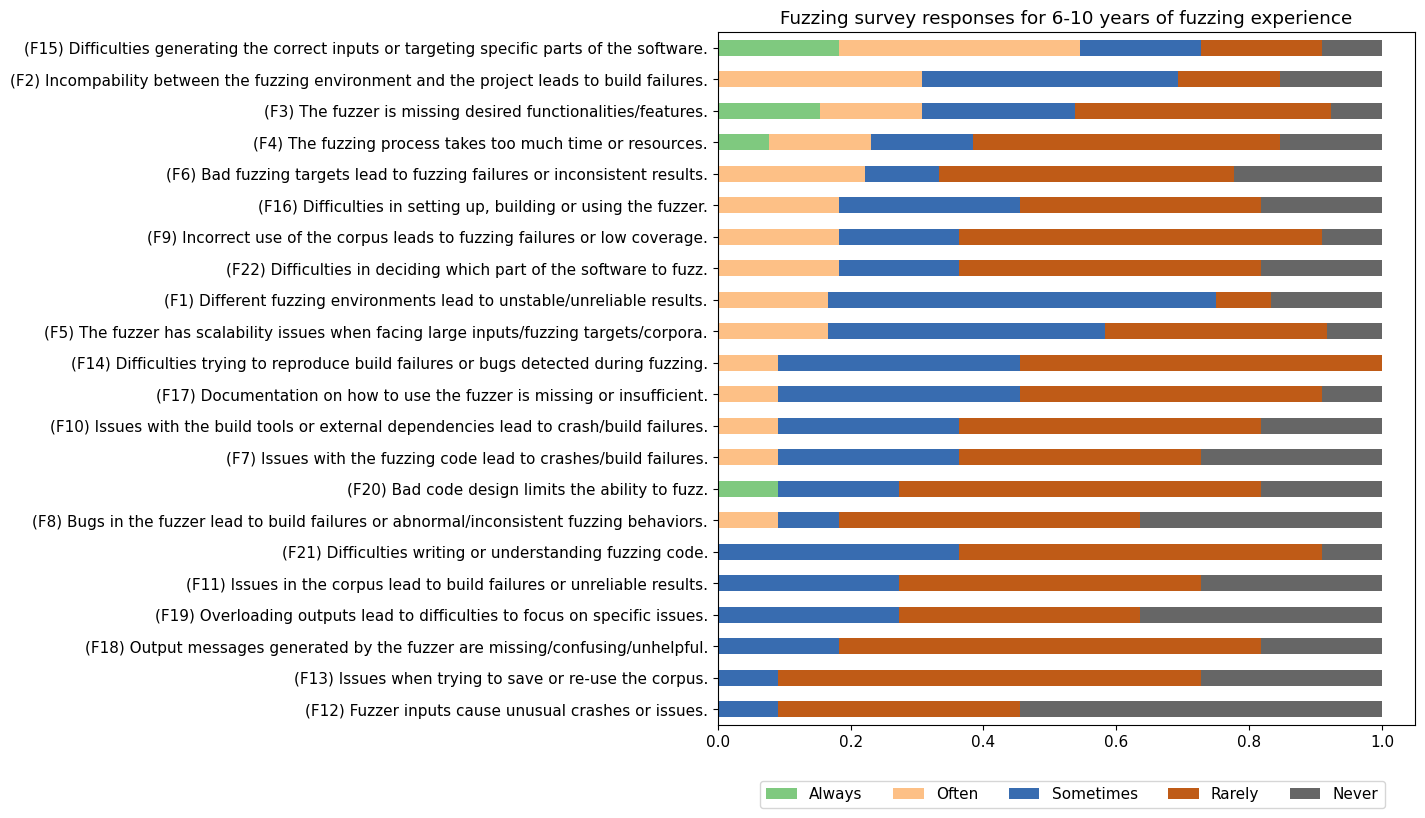 Fuzzing survey responses for 6-10 years of fuzzing experience
(F15) Difficulties generating the correct inputs or targeting specific parts of the software.
(F2) Incompability between the fuzzing environment and the project leads to build failures.
(F3) The fuzzer is missing desired functionalities/features.
(F4) The fuzzing process takes too much time or resources.
(F6) Bad fuzzing targets lead to fuzzing failures or inconsistent results.
(F16) Difficulties in setting up, building or using the fuzzer.
(F9) Incorrect use of the corpus leads to fuzzing failures or low coverage.
(F22) Difficulties in deciding which part of the software to fuzz.
(F1) Different fuzzing environments lead to unstable/unreliable results.
(F5) The fuzzer has scalability issues when facing large inputs/fuzzing targets/corpora.
(F14) Difficulties trying to reproduce build failures or bugs detected during fuzzing.
(F17) Documentation on how to use the fuzzer is missing or insufficient.
(F10) Issues with the build tools or external dependencies lead to crash/build failures.
(F7) Issues with the fuzzing code lead to crashes/build failures.
(F20) Bad code design limits the ability to fuzz.
(F8) Bugs in the fuzzer lead to build failures or abnormal/inconsistent fuzzing behaviors.
(F21) Difficulties writing or understanding fuzzing code.
(F11) Issues in the corpus lead to build failures or unreliable results.
(F19) Overloading outputs lead to difficulties to focus on specific issues.
(F18) Output messages generated by the fuzzer are missing/confusing/unhelpful.
(F13) Issues when trying to save or re-use the corpus.
(F12) Fuzzer inputs cause unusual crashes or issues.
0.0 0.2 0.4 0.6 0.8 1.0
Always Often Sometimes Rarely Never